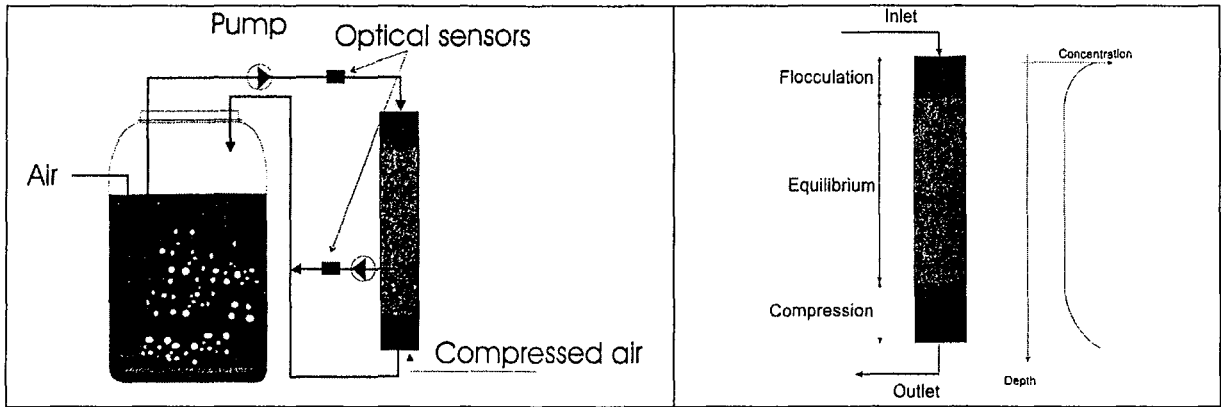 Pump
Optical sensors
Air
Compressed air
Inlet
Concentration
Flocculation
Equilibrium
Compression
Outlet
Depth